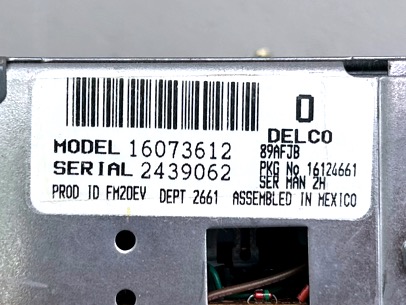 0
DELCO
MODEL 16073612 89AFJB
SERIAL 2439062 PKG No 16124661
SER MAN 2H
PROD ID FM20EV DEPT 2661 ASSEMBLED IN MEXICO